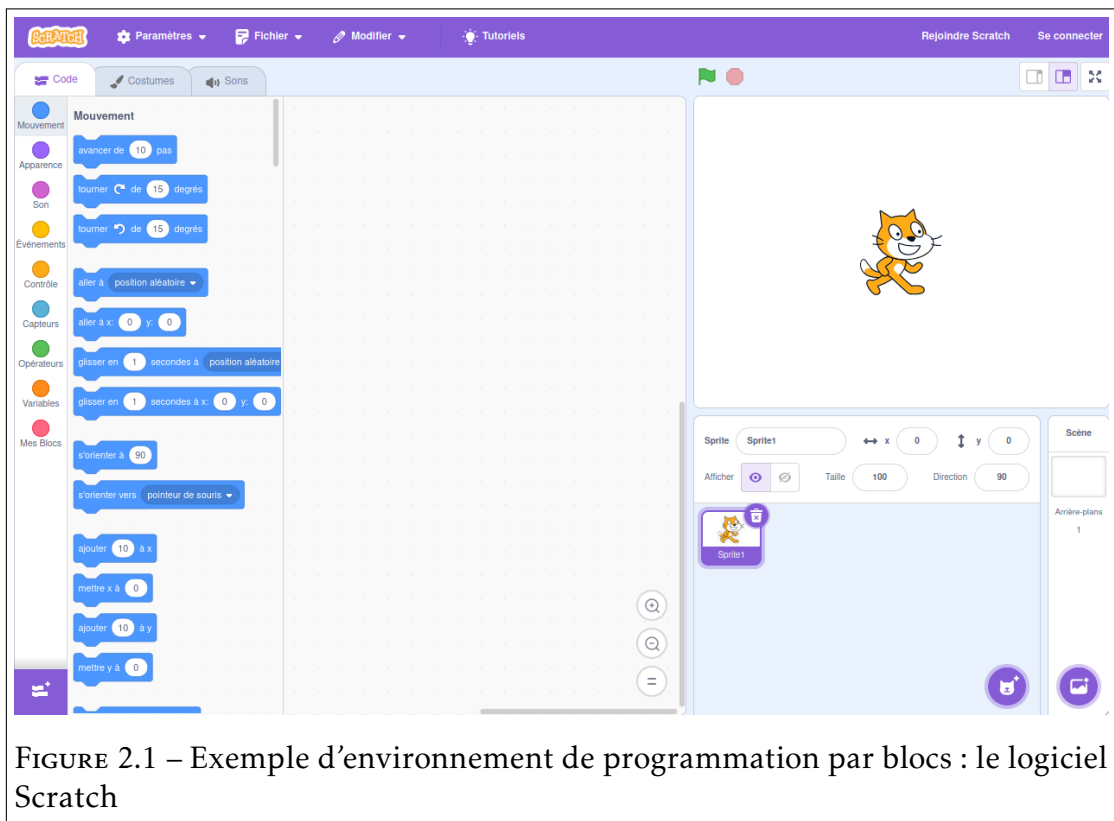 SCRATCH Paramètres Fichier Modifier Tutoriels Rejoindre Scratch Se connecter
Code Costumes Sons
Mouvement
Apparence
Son
Événements
Contrôle
Capteurs
Opérateurs
Variables
Mes Blocs
Mouvement
avancer de 10 pas
tourner de 15 degrés
tourner de 15 degrés
aller à position aléatoire
aller à x: 0 y: 0
glisser en 1 secondes à position aléatoire
glisser en 1 secondes à x: 0 y: 0
s'orienter à 90
s'orienter vers pointeur de souris
ajouter 10 à x
mettre x à 0
ajouter 10 à y
mettre y à 0
Sprite Sprite1 x 0 y 0
Afficher Taille 100 Direction 90
Sprite1
Scène
Arrière-plans
1
FIGURE 2.1 – Exemple d'environnement de programmation par blocs : le logiciel
Scratch